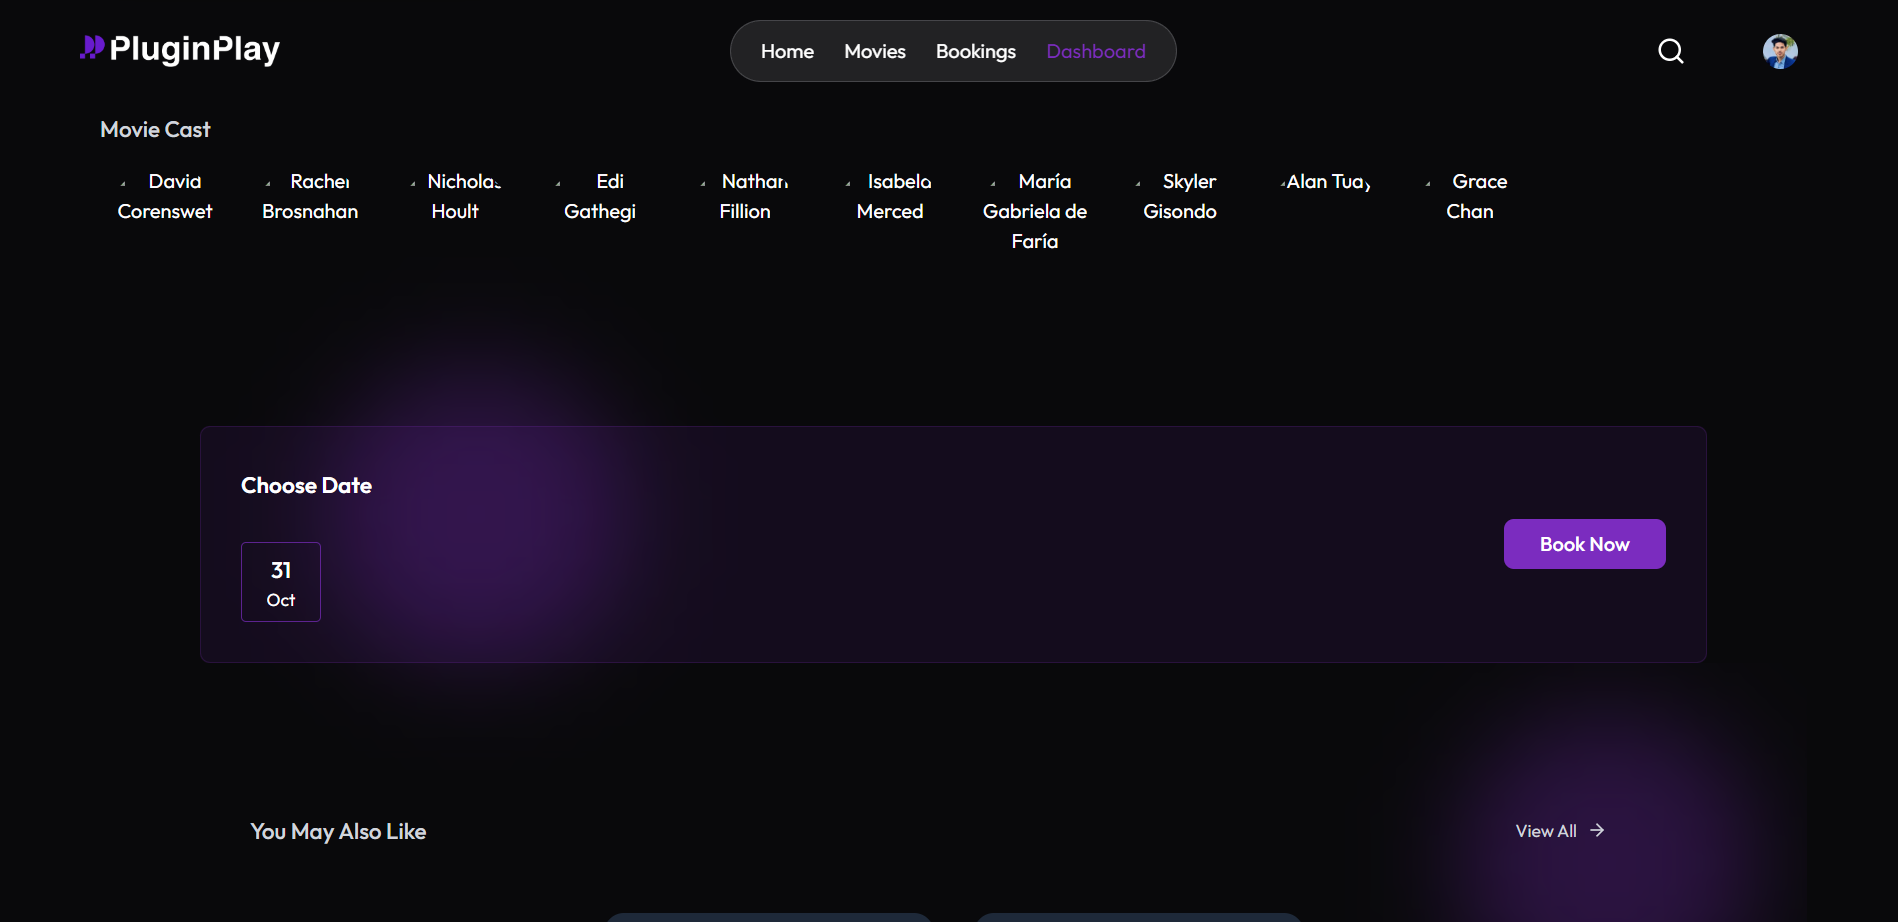 PluginPlay
Home Movies Bookings Dashboard
Movie Cast
David Corenswet
Rachel Brosnahan
Nicholas Hoult
Edi Gathegi
Nathan Fillion
Isabela Merced
María Gabriela de Faría
Skyler Gisondo
Alan Tudyk
Grace Chan
Choose Date
31
Oct
Book Now
You May Also Like
View All